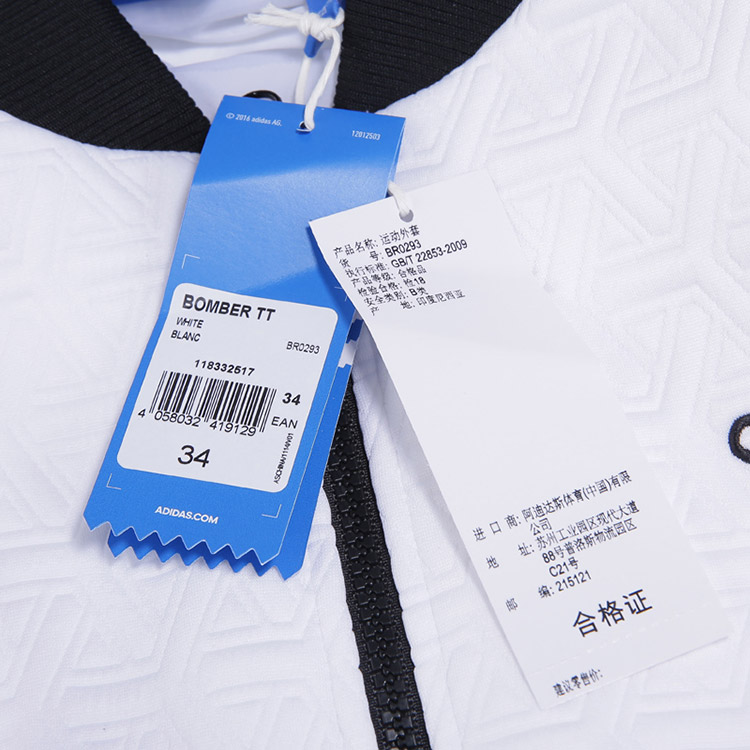 © 2016 adidas AG.
12012503
BOMBER TT
WHITE
BLANC
BR0293
118332517
34
4 058032 419129
EAN
34
ASCHINA1114V01
ADIDAS.COM
产品名称: 运动外套
货 号: BR0293
执行标准: GB/T 22853-2009
产品等级: 合格品
检验合格: 检18
安全类别: B类
产 地: 印度尼西亚
进 口 商: 阿迪达斯体育(中国)有限
公司
地 址: 苏州工业园区现代大道
88号普洛斯物流园区
C21号
邮 编: 215121
合格证
建议零售价: